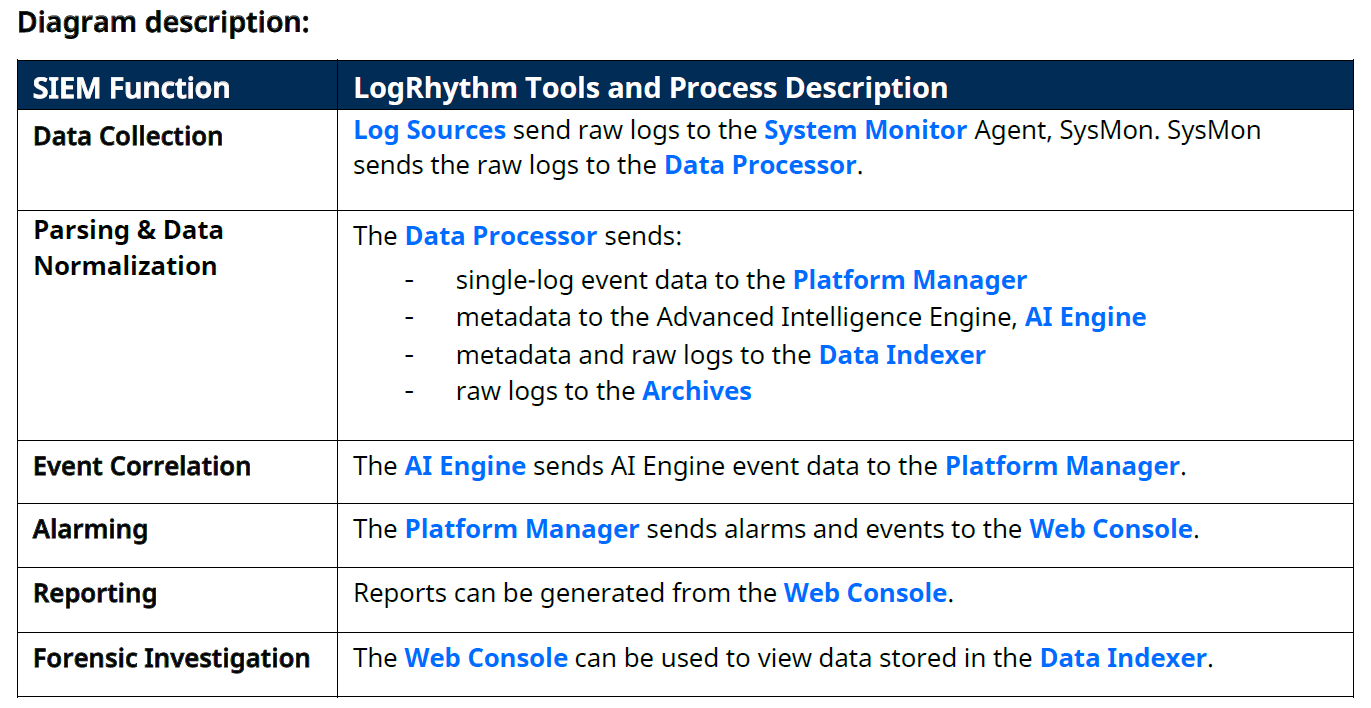 Diagram description:
SIEM Function
LogRhythm Tools and Process Description
Data Collection
Log Sources send raw logs to the System Monitor Agent, SysMon. SysMon
sends the raw logs to the Data Processor.
Parsing & Data
Normalization
The Data Processor sends:
- single-log event data to the Platform Manager
- metadata to the Advanced Intelligence Engine, AI Engine
- metadata and raw logs to the Data Indexer
- raw logs to the Archives
Event Correlation
The AI Engine sends AI Engine event data to the Platform Manager.
Alarming
The Platform Manager sends alarms and events to the Web Console.
Reporting
Reports can be generated from the Web Console.
Forensic Investigation
The Web Console can be used to view data stored in the Data Indexer.